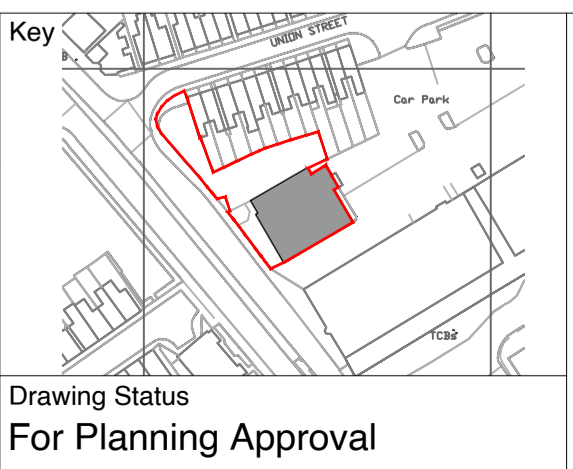 Key
UNION STREET
B
Car Park
TCBs
Drawing Status
For Planning Approval